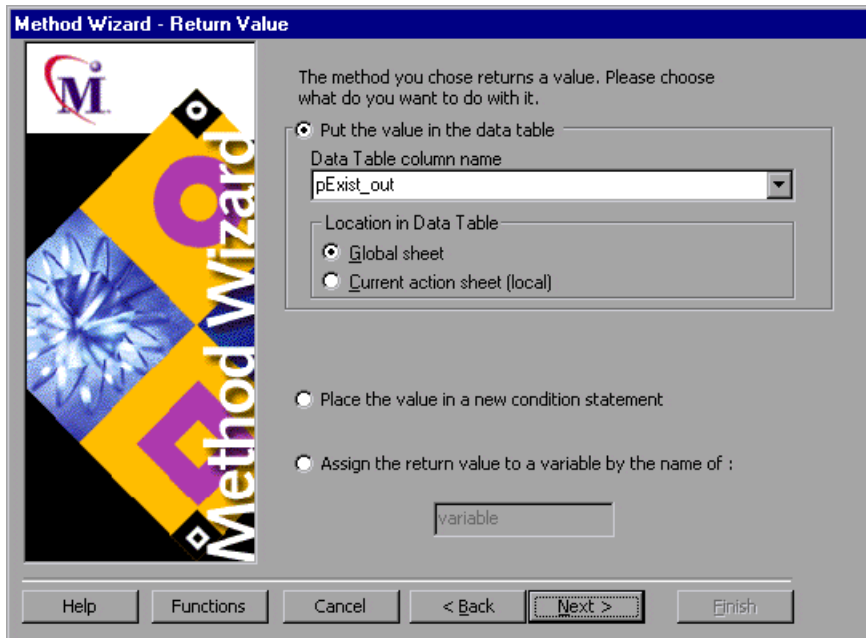 Method Wizard - Return Value
M
Method Wizard
The method you chose returns a value. Please choose
what do you want to do with it.
Put the value in the data table
Data Table column name
pExist_out
Location in Data Table
Global sheet
Current action sheet (local)
Place the value in a new condition statement
Assign the return value to a variable by the name of :
variable
Help
Functions
Cancel
< Back
Next >
Finish